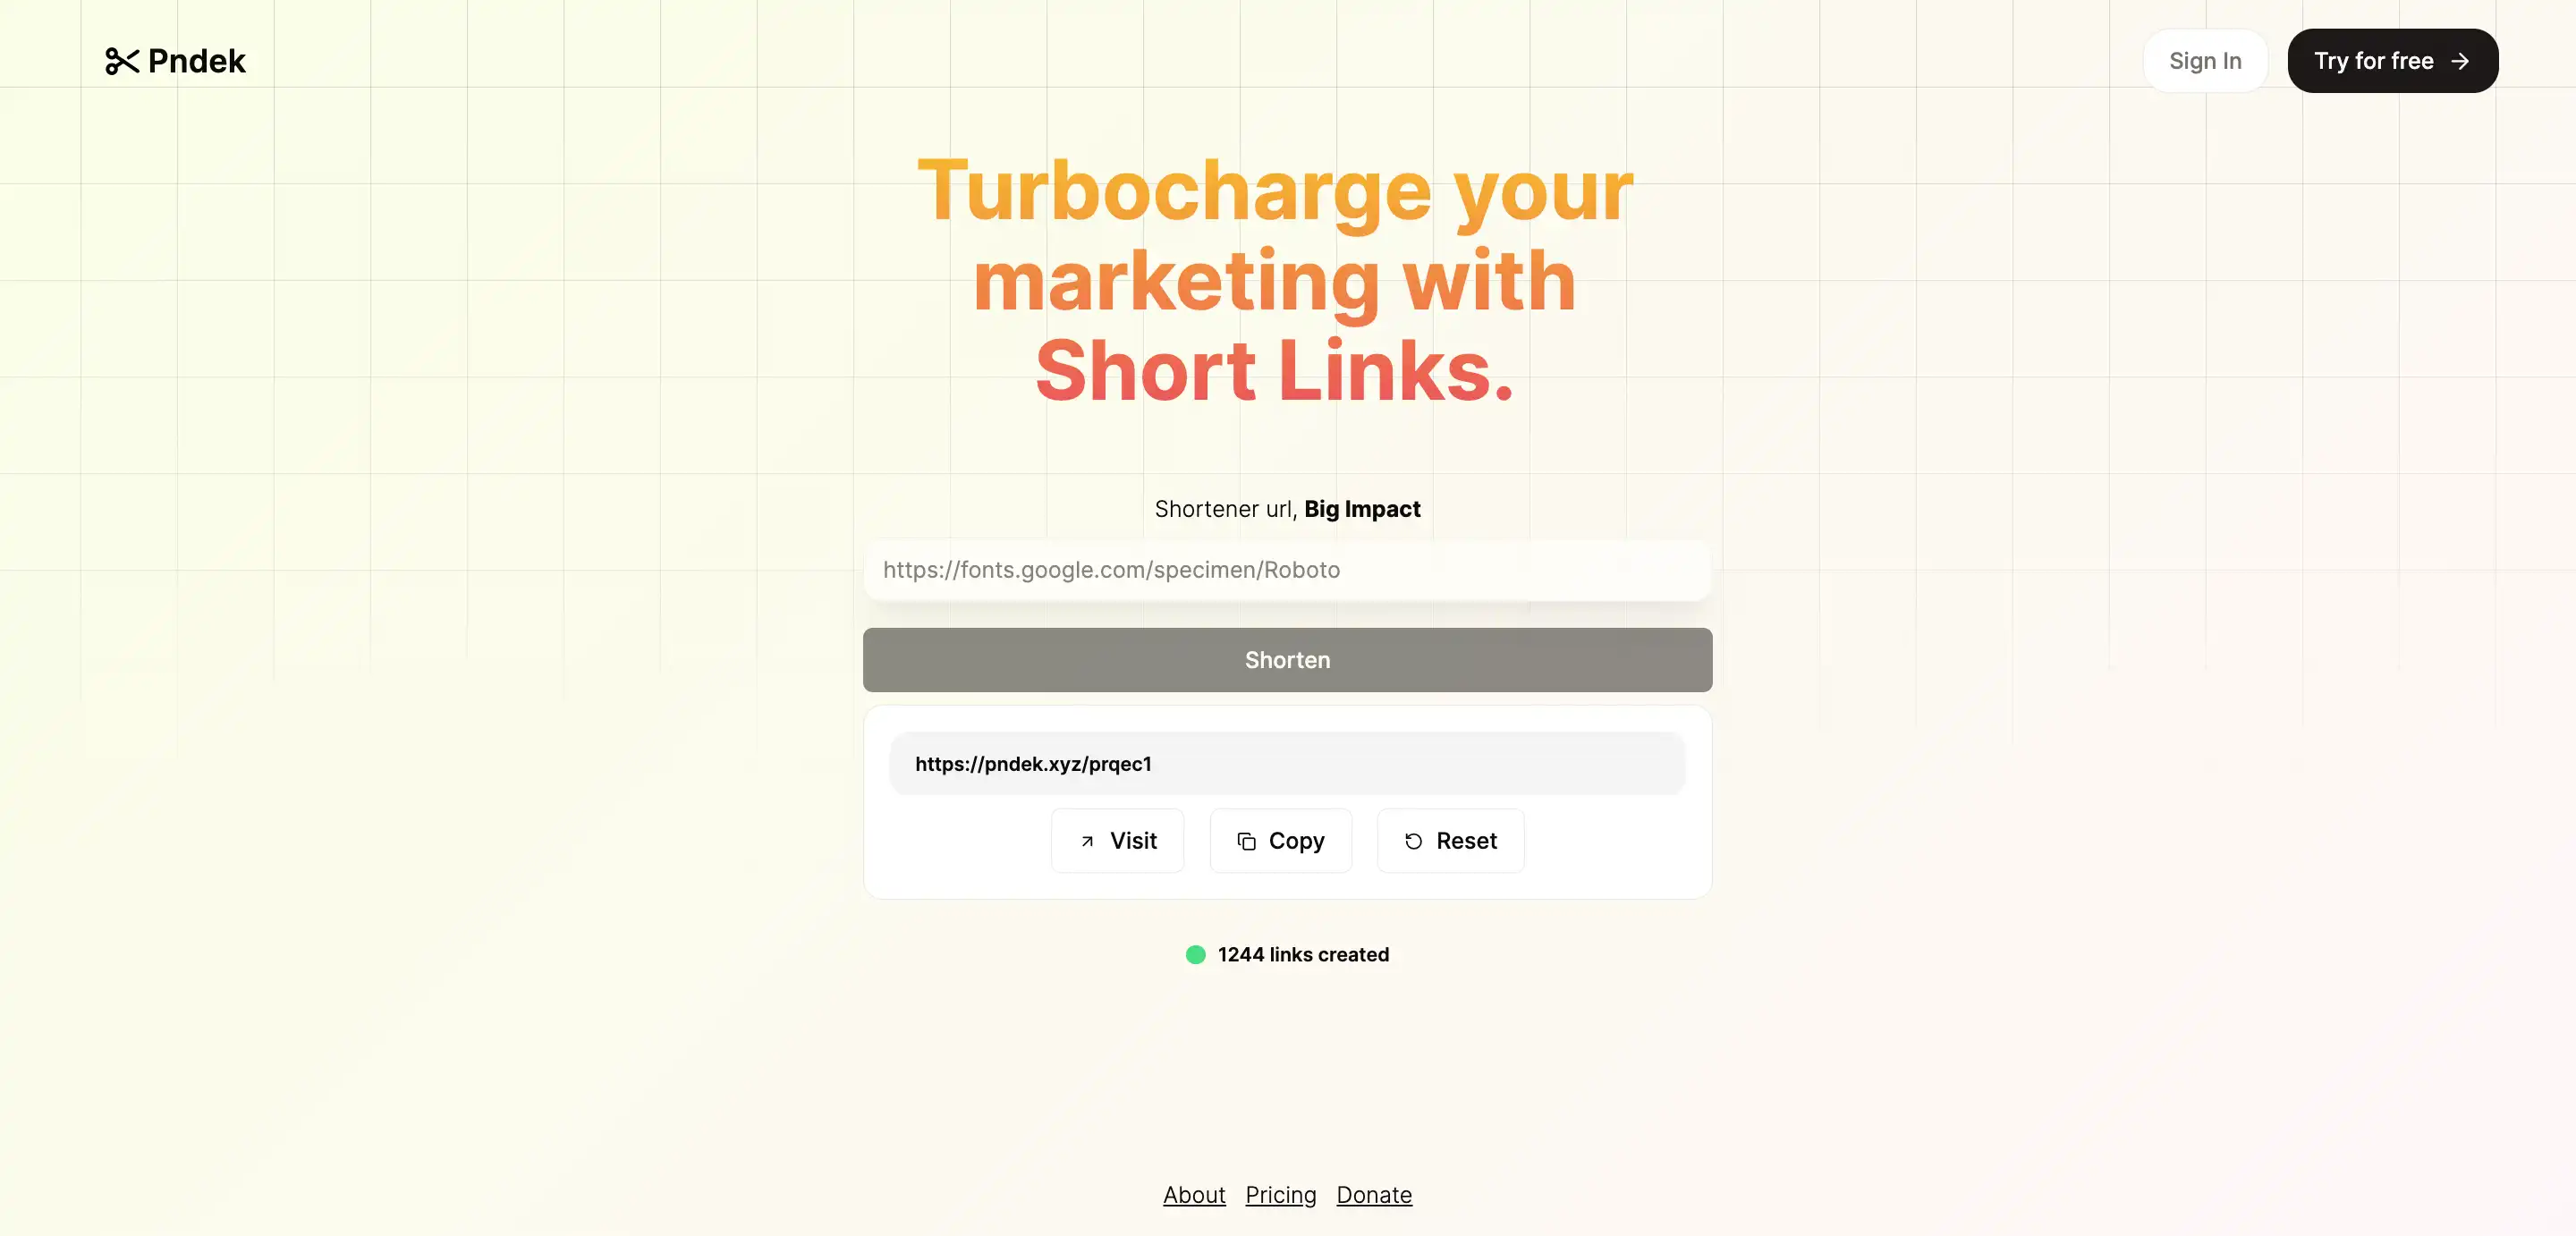 Pndek
Sign In
Try for free
Turbocharge your
marketing with
Short Links.
Shortener url, Big Impact
https://fonts.google.com/specimen/Roboto
Shorten
https://pndek.xyz/prqec1
Visit
Copy
Reset
1244 links created
About Pricing Donate